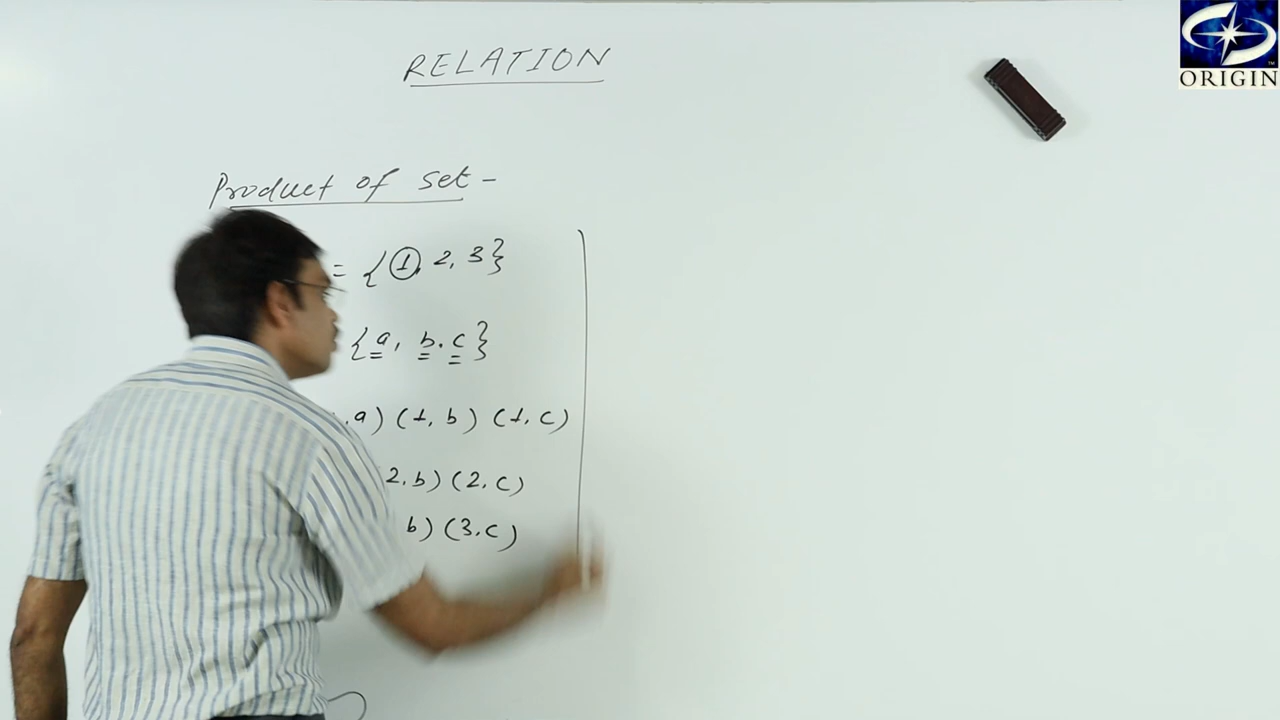 RELATION
ORIGIN
Product of set -
= {1, 2, 3}
{a, b. c}
.a) (1, b) (1, c)
2.b) (2, c)
b) (3.c)